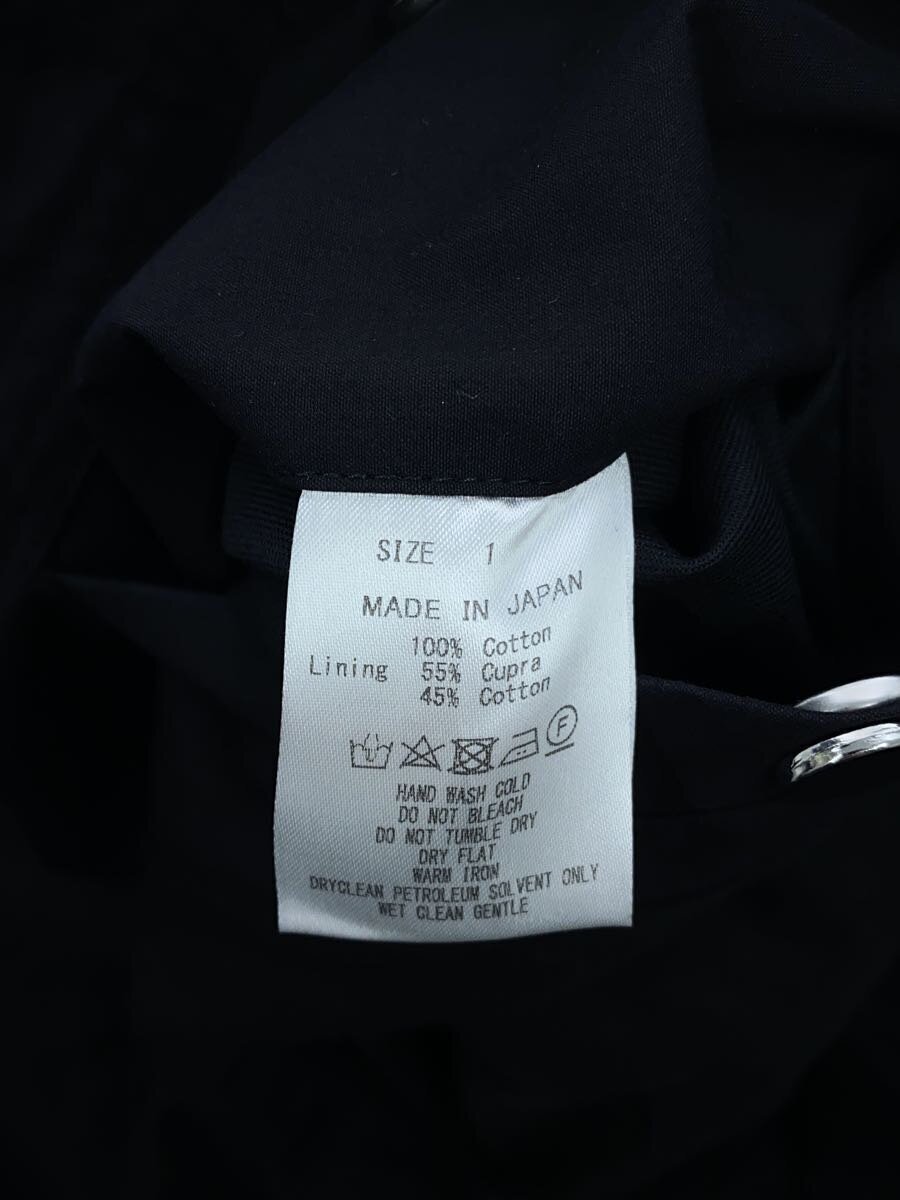 SIZE 1
MADE IN JAPAN
100% Cotton
Lining 55% Cupra
45% Cotton
F
HAND WASH COLD
DO NOT BLEACH
DO NOT TUMBLE DRY
DRY FLAT
WARM IRON
DRYCLEAN PETROLEUM SOLVENT ONLY
WET CLEAN GENTLE